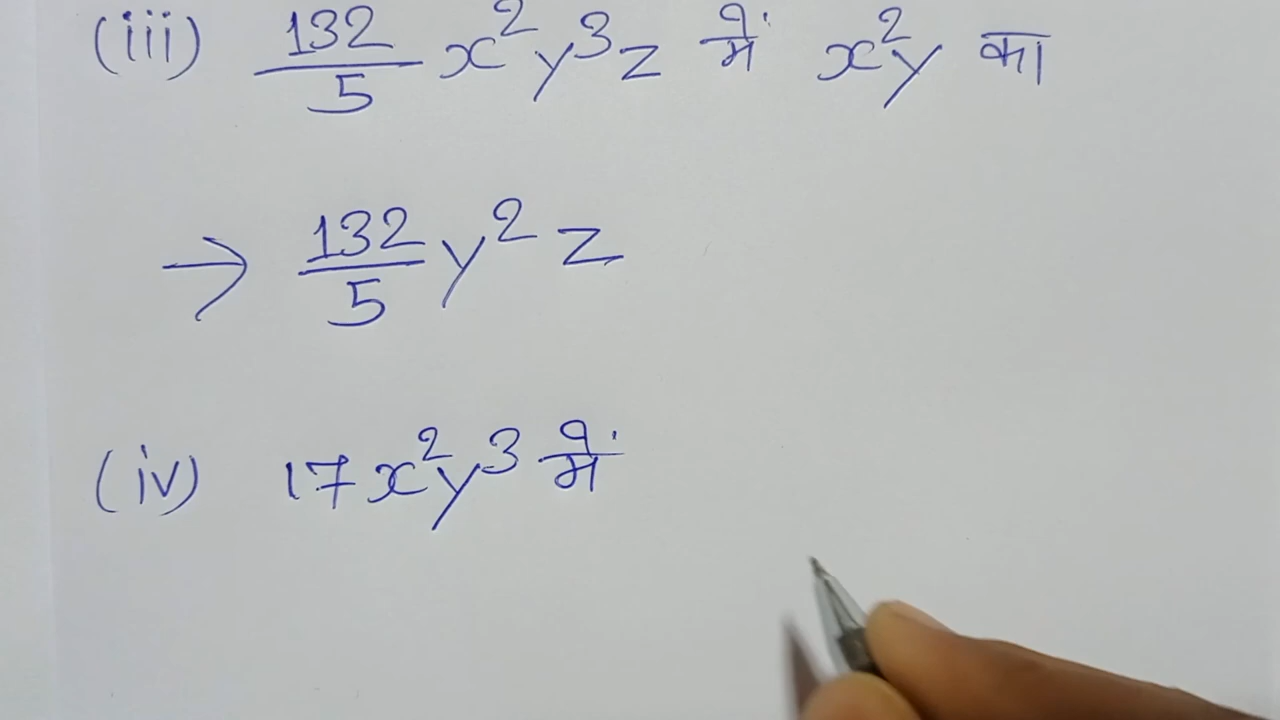 (iii) 132/5 x²y³z में x²y का
→ 132/5 y²z
(iv) 17x²y³ में